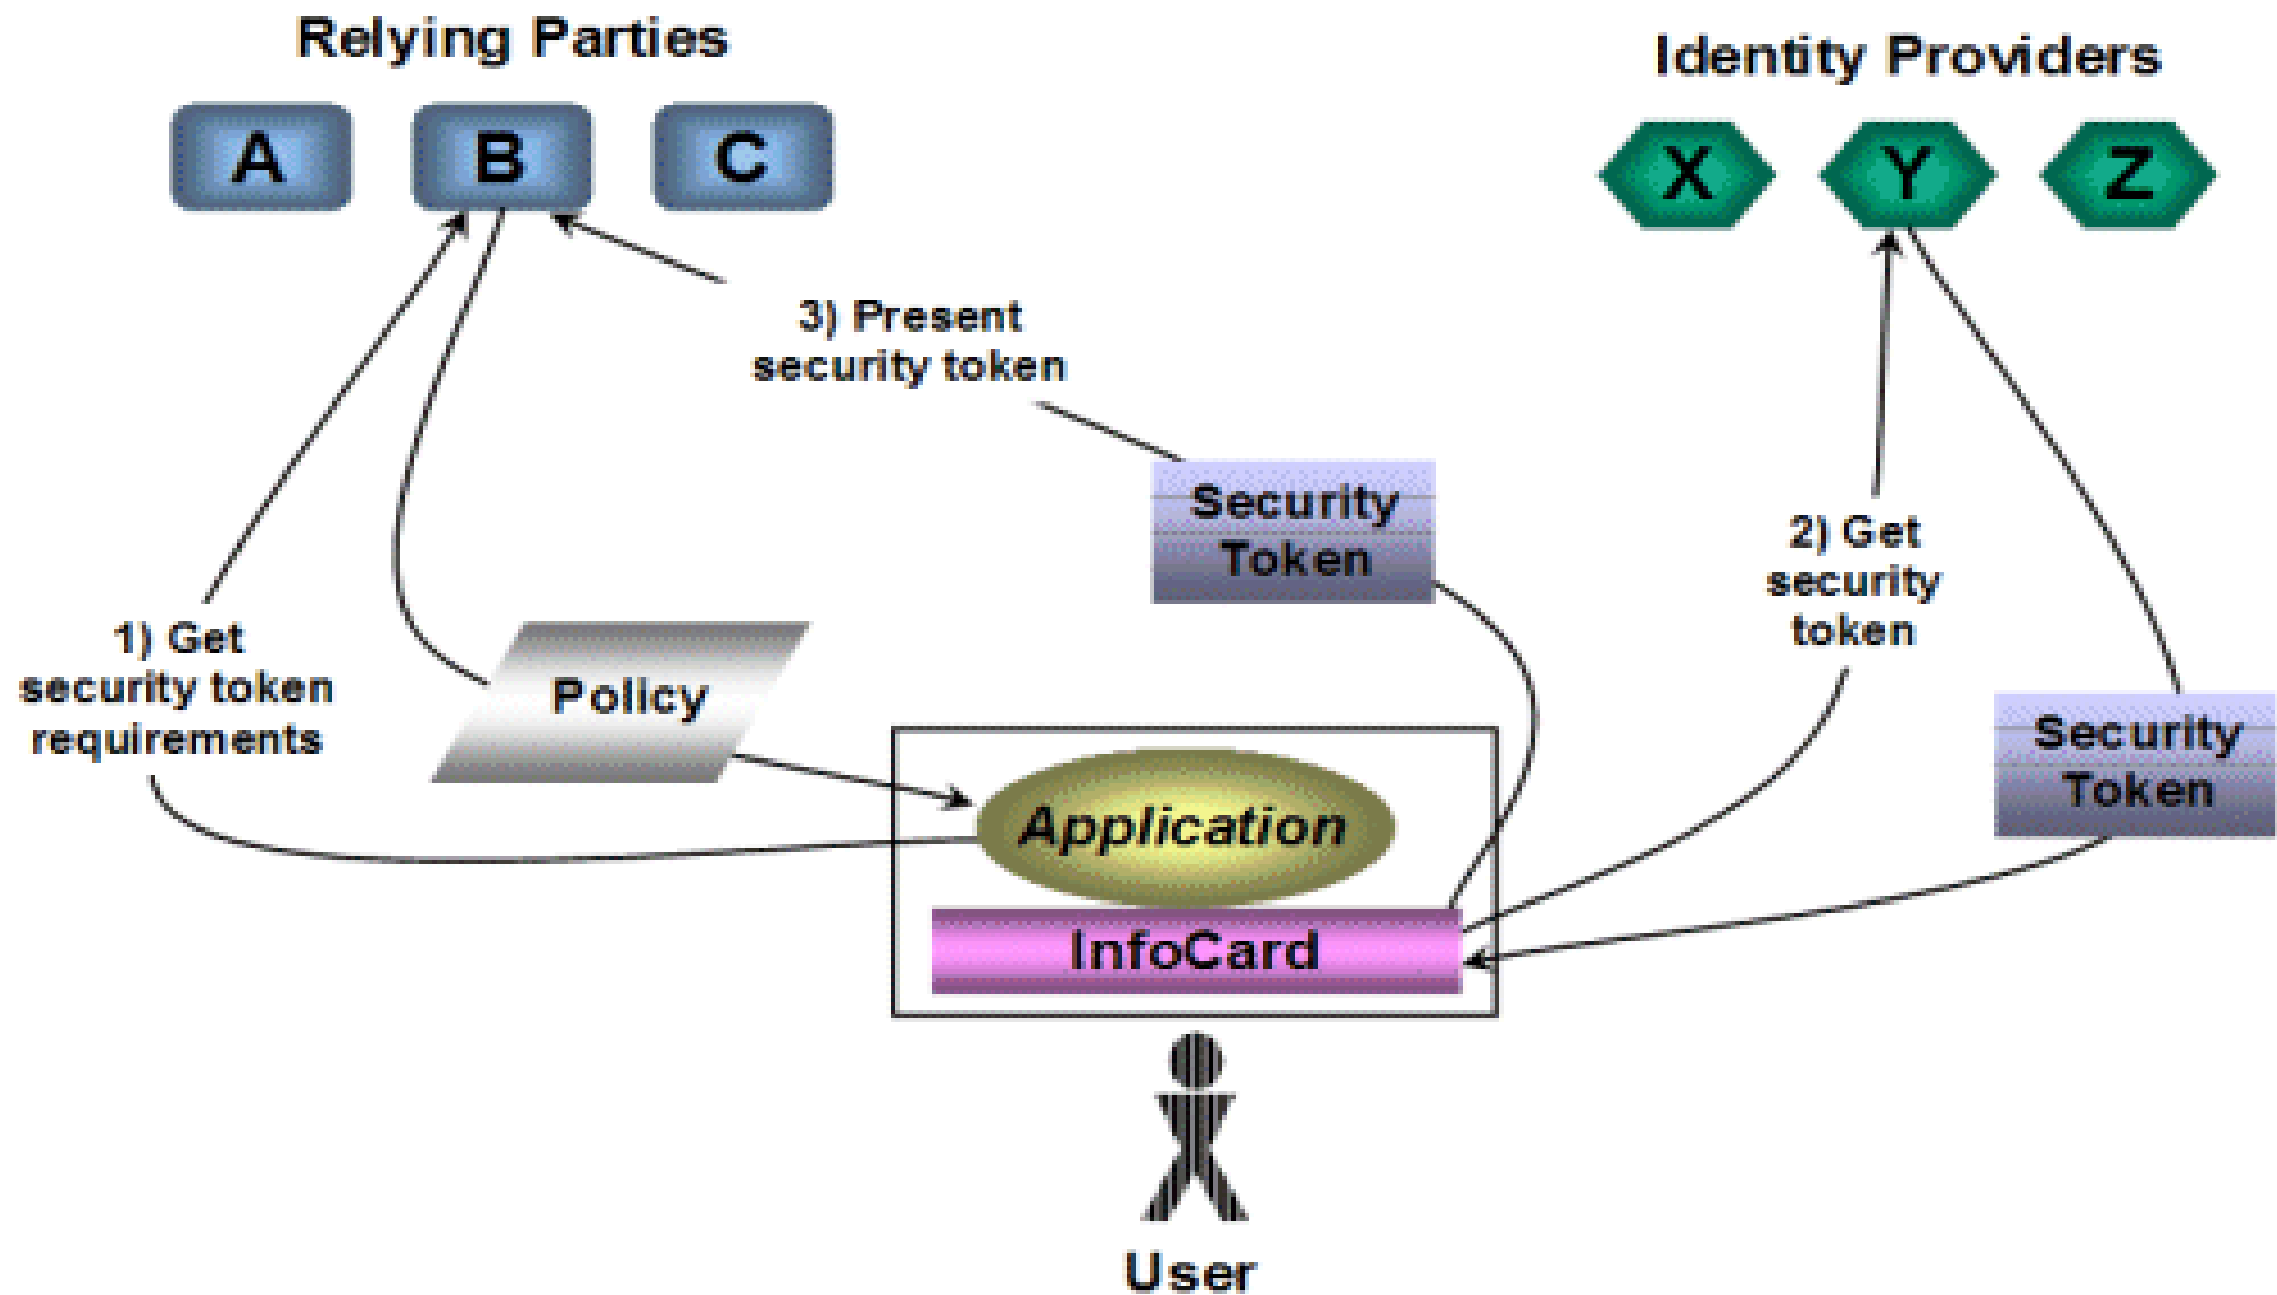 Relying Parties
Identity Providers
A
B
C
X
Y
Z
3) Present
security token
Security
Token
2) Get
security
token
1) Get
security token
requirements
Policy
Security
Token
Application
InfoCard
User